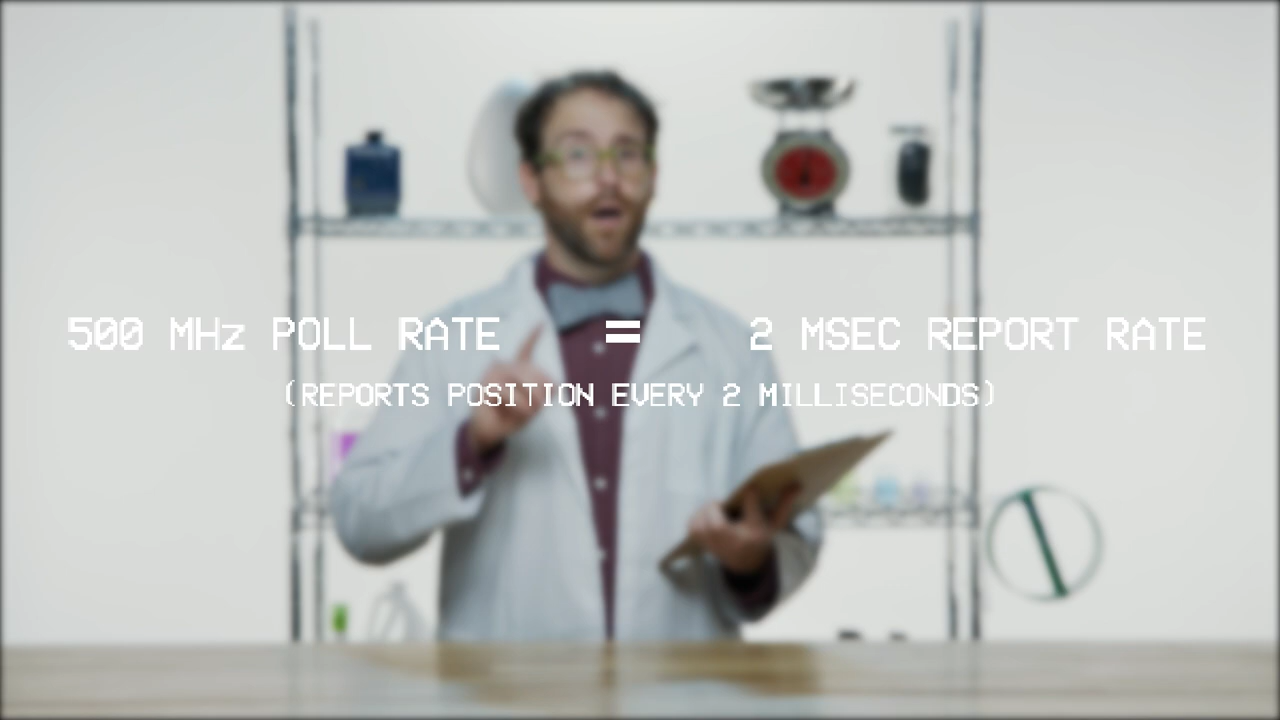 500 MHz POLL RATE = 2 MSEC REPORT RATE
(REPORTS POSITION EVERY 2 MILLISECONDS)